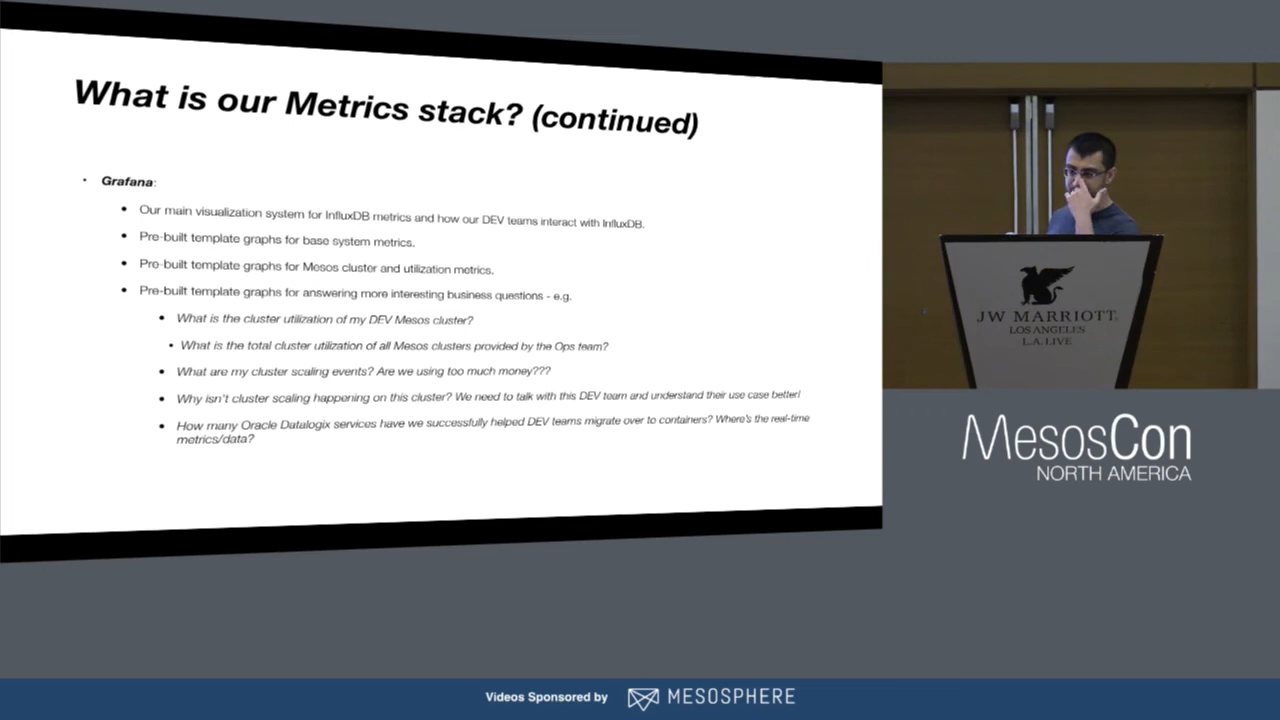 What is our Metrics stack? (continued)
• Grafana:
• Our main visualization system for InfluxDB metrics and how our DEV teams interact with InfluxDB.
• Pre-built template graphs for base system metrics.
• Pre-built template graphs for Mesos cluster and utilization metrics.
• Pre-built template graphs for answering more interesting business questions - e.g.
• What is the cluster utilization of my DEV Mesos cluster?
• What is the total cluster utilization of all Mesos clusters provided by the Ops team?
• What are my cluster scaling events? Are we using too much money???
• Why isn't cluster scaling happening on this cluster? We need to talk with this DEV team and understand their use case better!
• How many Oracle Datalogix services have we successfully helped DEV teams migrate over to containers? Where's the real-time
metrics/data?
JW MARRIOTT
LOS ANGELES
L.A. LIVE
MesosCon
NORTH AMERICA
Videos Sponsored by MESOSPHERE